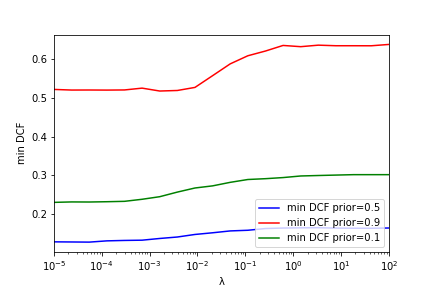 0.6
0.5
0.4
0.3
0.2
min DCF
min DCF prior=0.5
min DCF prior=0.9
min DCF prior=0.1
10⁻⁵ 10⁻⁴ 10⁻³ 10⁻² 10⁻¹ 10⁰ 10¹ 10²
λ